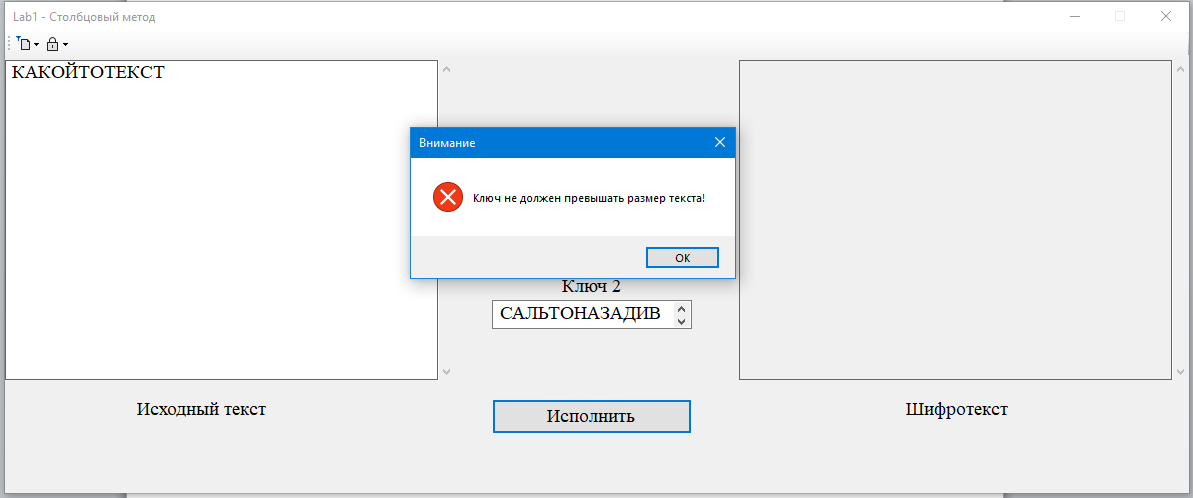 Lab1 - Столбцовый метод
КАКОЙТОТЕКСТ
Внимание
Ключ не должен превышать размер текста!
OK
Ключ 2
САЛЬТОНАЗАДИВ
Исходный текст
Исполнить
Шифротекст